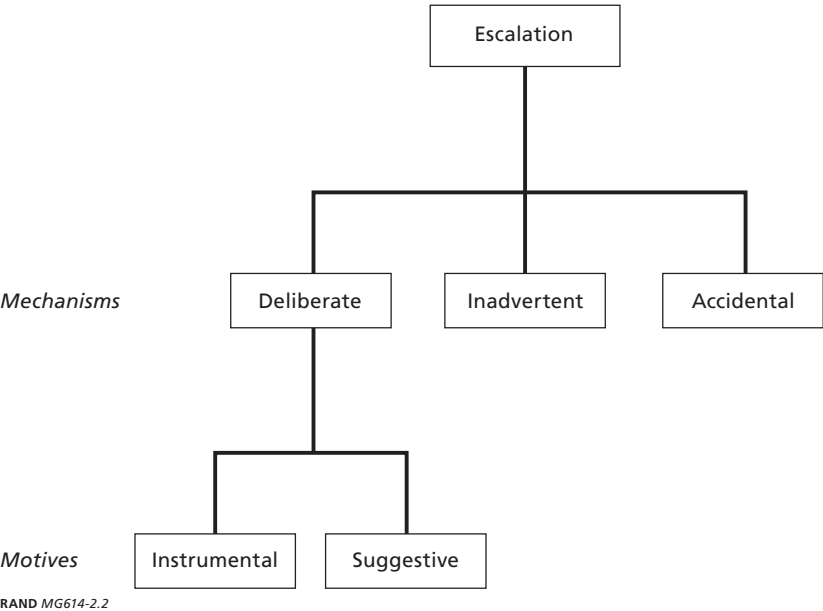 Escalation
Mechanisms
Deliberate
Inadvertent
Accidental
Motives
Instrumental
Suggestive
RAND MG614-2.2